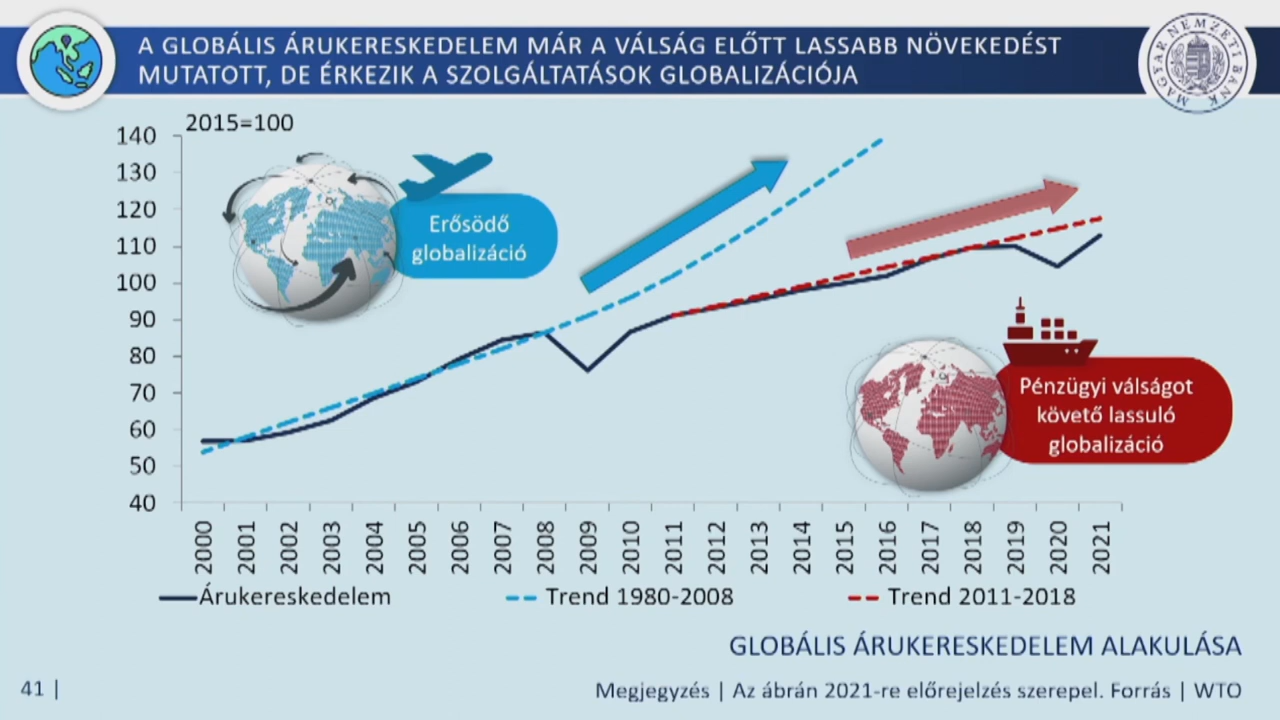 A GLOBÁLIS ÁRUKERESKEDELEM MÁR A VÁLSÁG ELŐTT LASSABB NÖVEKEDÉST
MUTATOTT, DE ÉRKEZIK A SZOLGÁLTATÁSOK GLOBALIZÁCIÓJA
MAGYAR NEMZETI BANK
2015=100
140
130
120
110
100
90
80
70
60
50
40
Erősödő
globalizáció
Pénzügyi válságot
követő lassuló
globalizáció
2000 2001 2002 2003 2004 2005 2006 2007 2008 2009 2010 2011 2012 2013 2014 2015 2016 2017 2018 2019 2020 2021
Árukereskedelem Trend 1980-2008 Trend 2011-2018
GLOBÁLIS ÁRUKERESKEDELEM ALAKULÁSA
41 |
Megjegyzés | Az ábrán 2021-re előrejelzés szerepel. Forrás | WTO